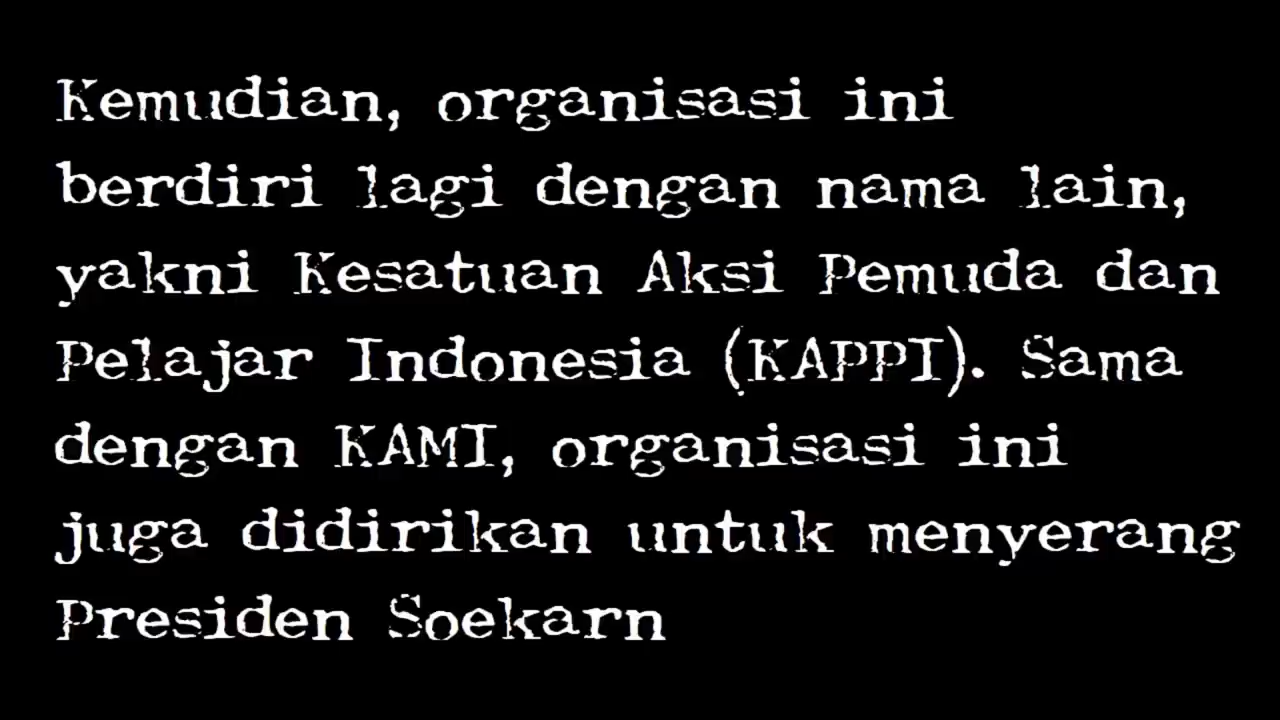 Kemudian, organisasi ini
berdiri lagi dengan nama lain,
yakni Kesatuan Aksi Pemuda dan
Pelajar Indonesia (KAPPI). Sama
dengan KAMI, organisasi ini
juga didirikan untuk menyerang
Presiden Soekarn